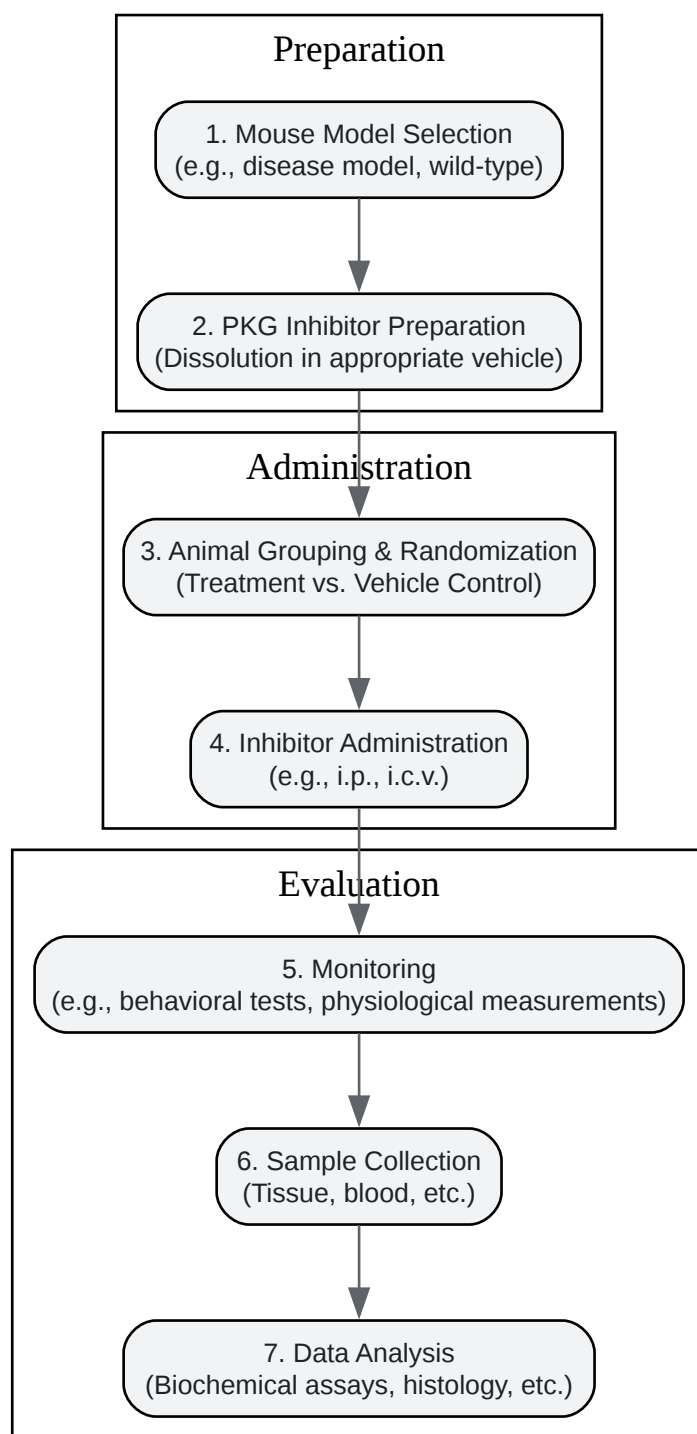 Preparation
1. Mouse Model Selection
(e.g., disease model, wild-type)
2. PKG Inhibitor Preparation
(Dissolution in appropriate vehicle)
Administration
3. Animal Grouping & Randomization
(Treatment vs. Vehicle Control)
4. Inhibitor Administration
(e.g., i.p., i.c.v.)
Evaluation
5. Monitoring
(e.g., behavioral tests, physiological measurements)
6. Sample Collection
(Tissue, blood, etc.)
7. Data Analysis
(Biochemical assays, histology, etc.)